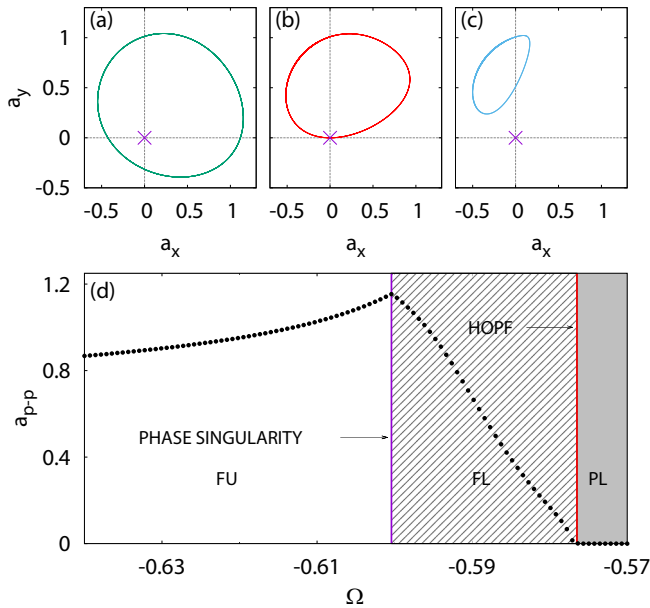 (a) (b) (c)
1
0.5
0
-0.5
a_y
-0.5 0 0.5 1
-0.5 0 0.5 1
-0.5 0 0.5 1
a_x a_x a_x
(d)
1.2
0.8
0.4
0
a_p-p
HOPF
PHASE SINGULARITY
FU FL PL
-0.63 -0.61 -0.59 -0.57
Ω